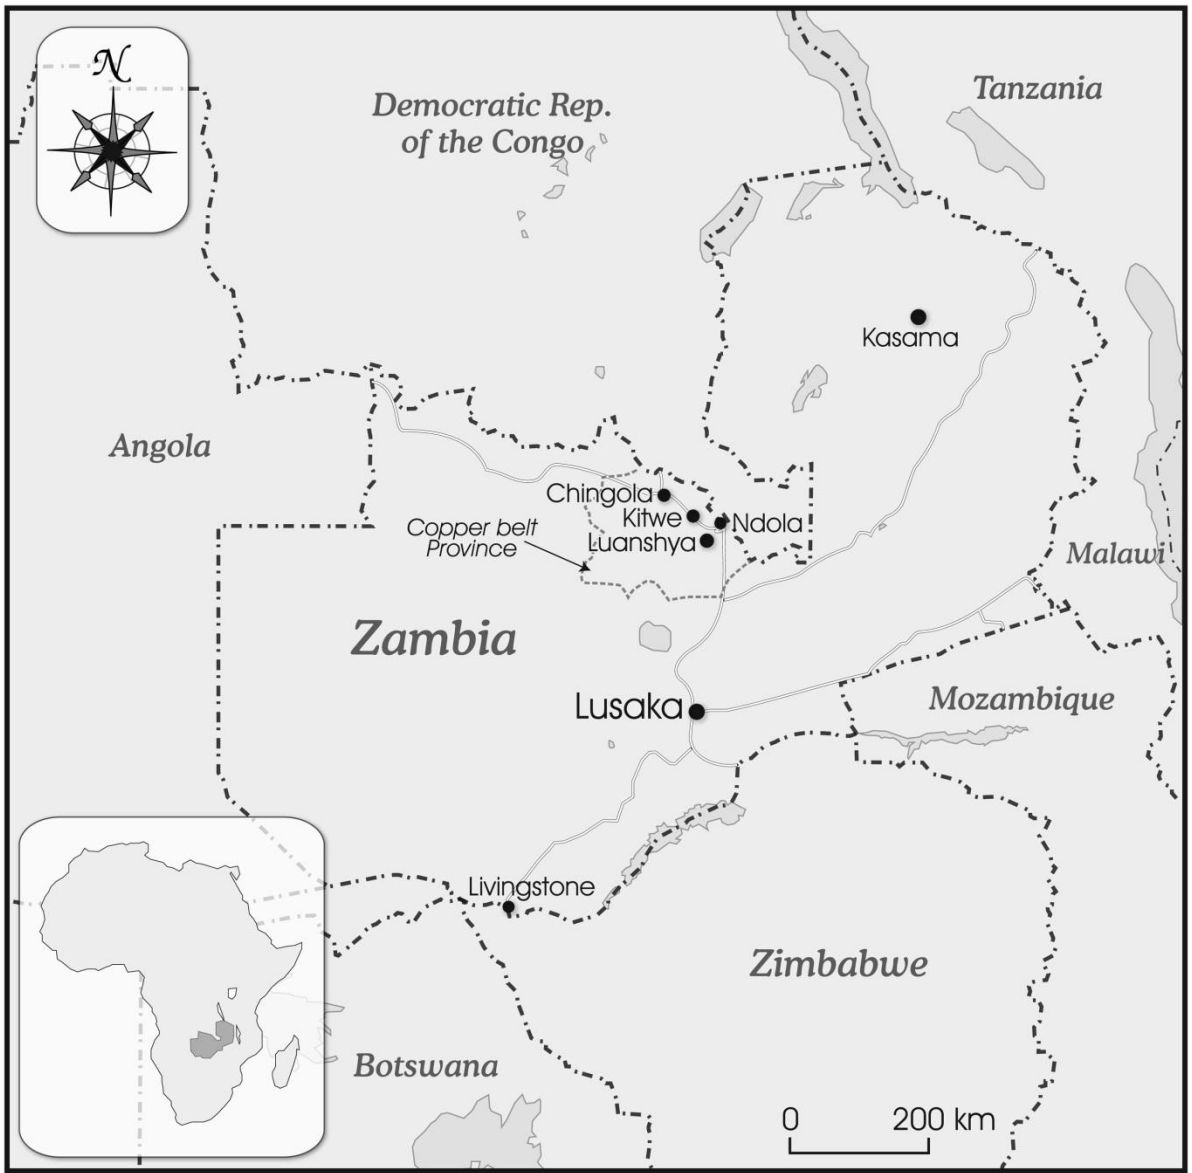 N
Democratic Rep.
of the Congo
Tanzania
Kasama
Angola
Chingola
Kitwe
Ndola
Copper belt
Province
Luanshya
Malawi
Zambia
Lusaka
Mozambique
Livingstone
Zimbabwe
Botswana
0 200 km